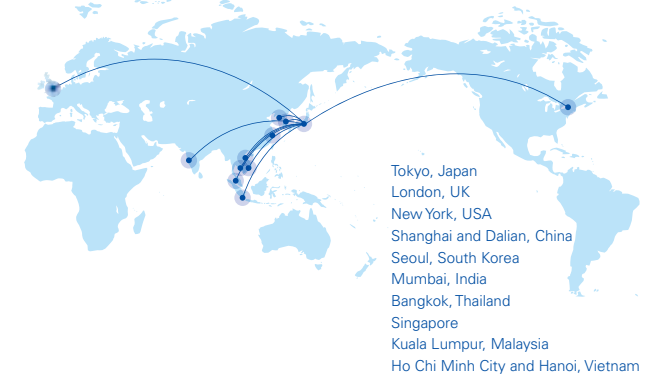 Tokyo, Japan
London, UK
New York, USA
Shanghai and Dalian, China
Seoul, South Korea
Mumbai, India
Bangkok, Thailand
Singapore
Kuala Lumpur, Malaysia
Ho Chi Minh City and Hanoi, Vietnam